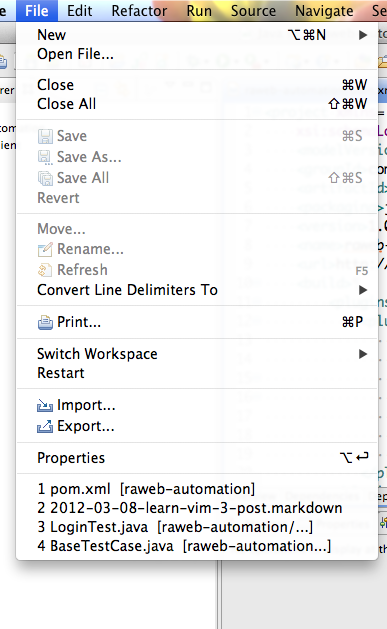 File Edit Refactor Run Source Navigate
New ⌥⌘N ▶
Open File...
Close ⌘W
Close All ⇧⌘W
Save ⌘S
Save As...
Save All ⇧⌘S
Revert
Move...
Rename...
Refresh F5
Convert Line Delimiters To ▶
Print... ⌘P
Switch Workspace ▶
Restart
Import...
Export...
Properties ⌥↩
1 pom.xml [raweb-automation]
2 2012-03-08-learn-vim-3-post.markdown
3 LoginTest.java [raweb-automation/...]
4 BaseTestCase.java [raweb-automation...]